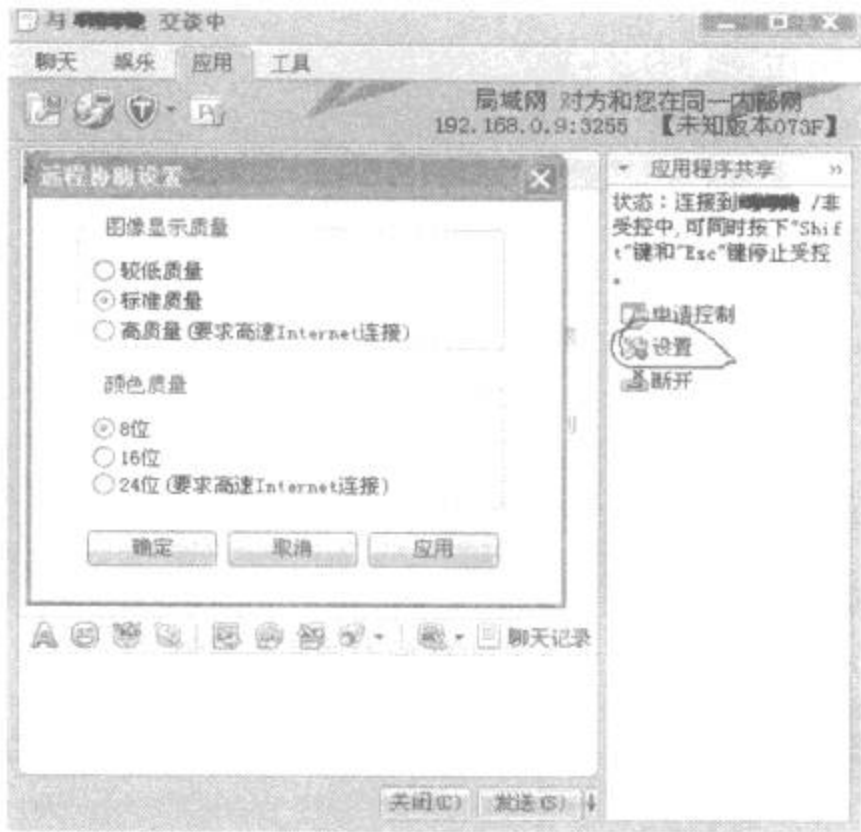 与 交谈中
聊天 娱乐 应用 工具
局域网 对方和您在同一内部网
192.168.0.9:3255 【未知版本073F】
远程协助设置
图像显示质量
较低质量
标准质量
高质量(要求高速Internet连接)
颜色质量
8位
16位
24位(要求高速Internet连接)
确定 取消 应用
应用程序共享
状态：连接到 /非
受控中,可同时按下"Shif
t"键和"Esc"键停止受控
。
申请控制
设置
断开
聊天记录
关闭(C) 发送(S)